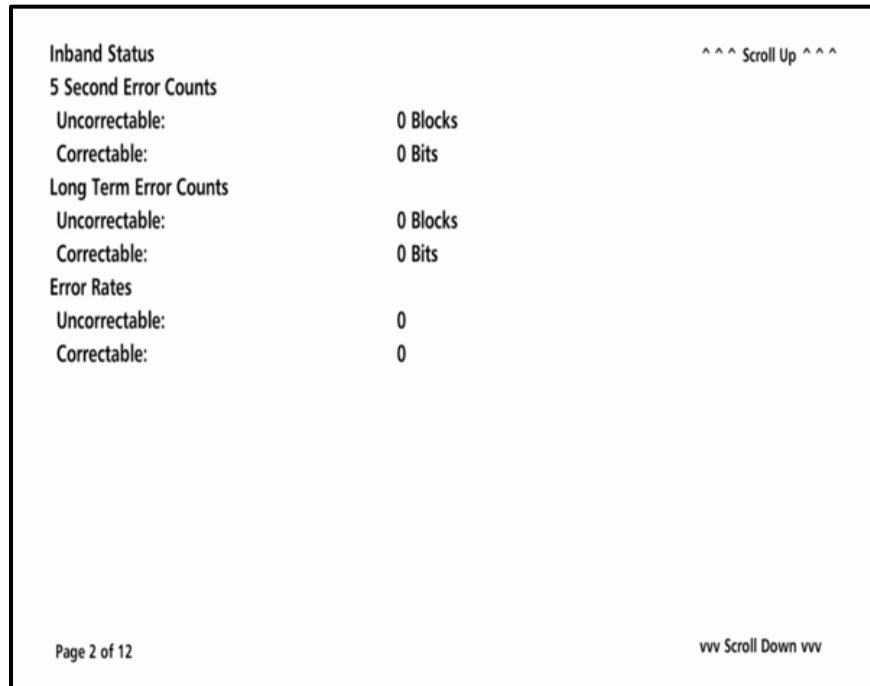 Inband Status ^ ^ ^ Scroll Up ^ ^ ^
5 Second Error Counts
Uncorrectable: 0 Blocks
Correctable: 0 Bits
Long Term Error Counts
Uncorrectable: 0 Blocks
Correctable: 0 Bits
Error Rates
Uncorrectable: 0
Correctable: 0
Page 2 of 12 vvv Scroll Down vvv